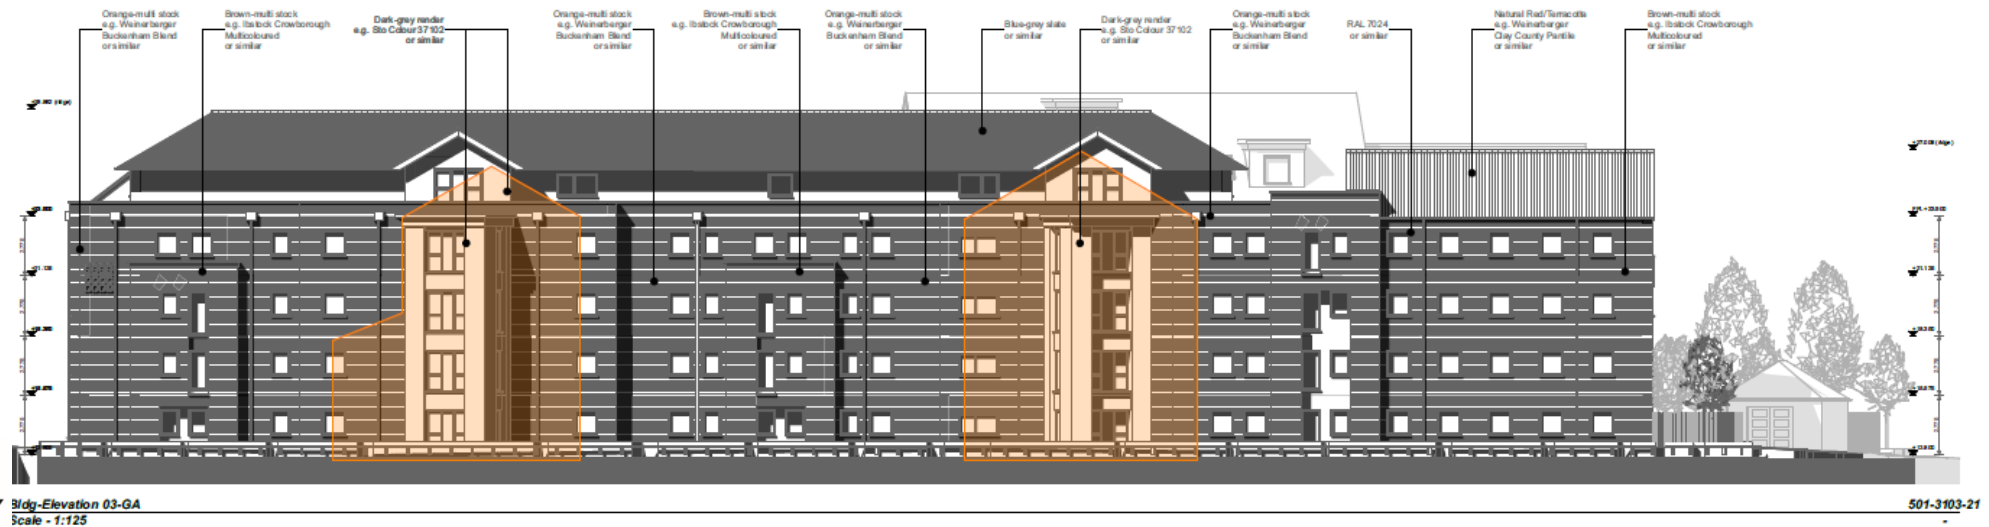 Orange-multi stock
e.g. Weinerberger
Buckenham Blend
or similar
Brown-multi stock
e.g. Ibstock Crowborough
Multicoloured
or similar
Dark-grey render
e.g. Sto Colour 37102
or similar
Orange-multi stock
e.g. Weinerberger
Buckenham Blend
or similar
Brown-multi stock
e.g. Ibstock Crowborough
Multicoloured
or similar
Orange-multi stock
e.g. Weinerberger
Buckenham Blend
or similar
Blue-grey slate
or similar
Dark-grey render
e.g. Sto Colour 37102
or similar
Orange-multi stock
e.g. Weinerberger
Buckenham Blend
or similar
RAL 7024
or similar
Natural Red/Terracotta
e.g. Weinerberger
Clay County Pantile
or similar
Brown-multi stock
e.g. Ibstock Crowborough
Multicoloured
or similar
Bldg-Elevation 03-GA
501-3103-21
Scale - 1:125